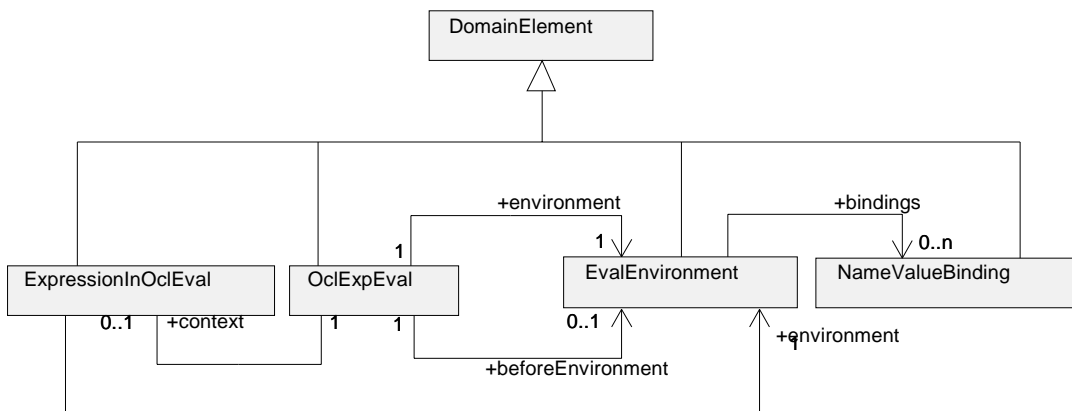 DomainElement
+environment
+bindings
1
1
0..n
ExpressionInOclEval
OclExpEval
EvalEnvironment
NameValueBinding
0..1
+context
1
1
0..1
+environment
1
+beforeEnvironment